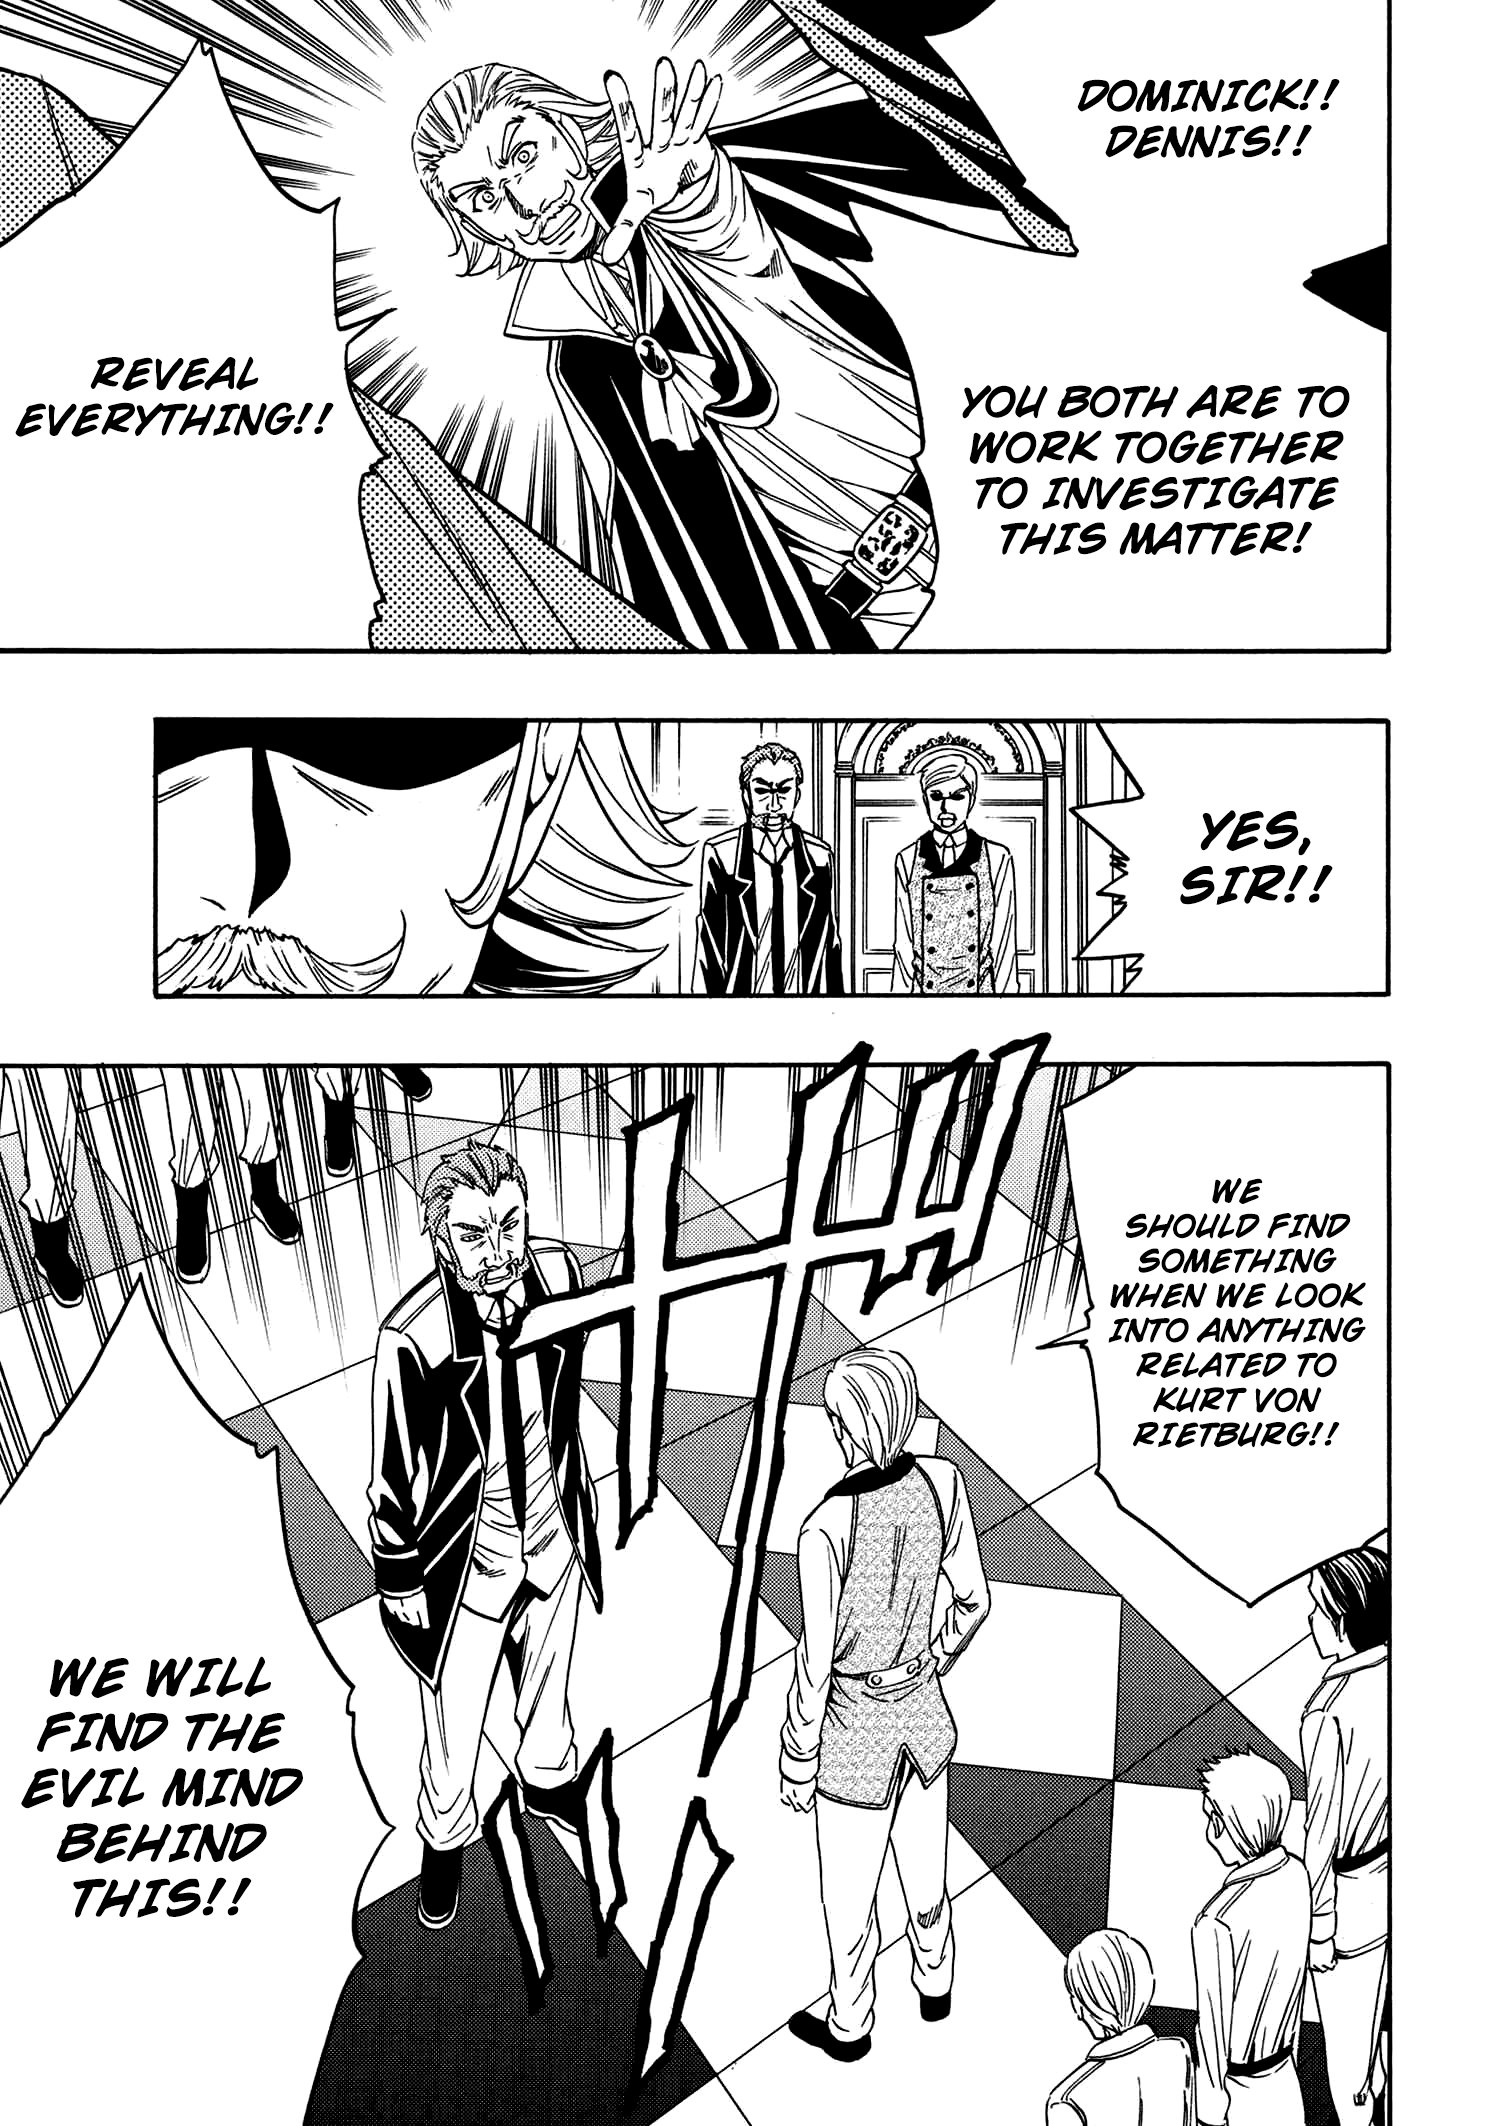 DOMINICK!!
DENNIS!!
YOU BOTH ARE TO
WORK TOGETHER
TO INVESTIGATE
THIS MATTER!
REVEAL
EVERYTHING!!
YES,
SIR!!
WE
SHOULD FIND
SOMETHING
WHEN WE LOOK
INTO ANYTHING
RELATED TO
KURT VON
RIETBURG!!
サッ!!
WE WILL
FIND THE
EVIL MIND
BEHIND
THIS!!